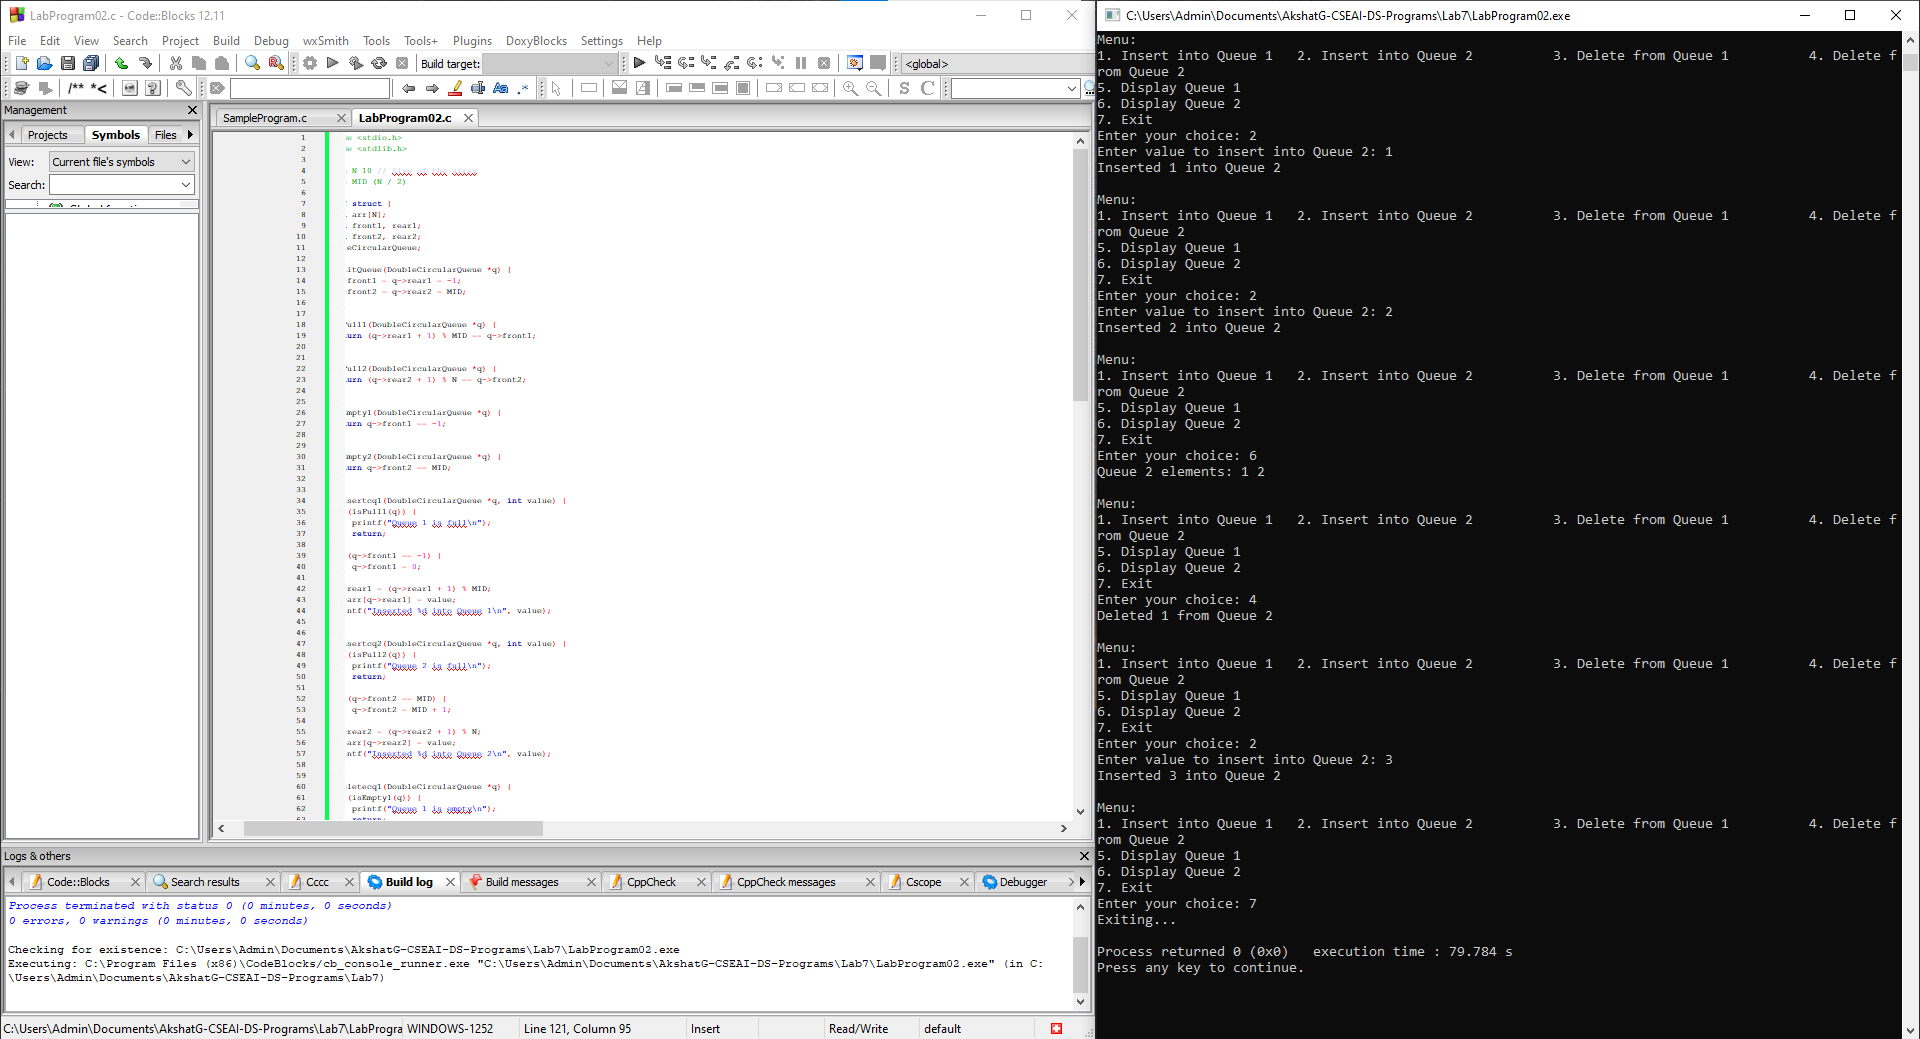 LabProgram02.c - Code::Blocks 12.11
File Edit View Search Project Build Debug wxSmith Tools Tools+ Plugins DoxyBlocks Settings Help
Build target:
<global>
/** *<
Aa .*
S C
Management
Projects Symbols Files
View: Current file's symbols
Search:
SampleProgram.c LabProgram02.c
1 <stdio.h>
2 <stdlib.h>
3
4 N 10 //
5 MID (N / 2)
6
7 struct {
8 arr[N];
9 front1, rear1;
10 front2, rear2;
11 eCircularQueue;
12
13 itQueue(DoubleCircularQueue *q) {
14 front1 = q->rear1 = -1;
15 front2 = q->rear2 = MID;
16
17
18 ull1(DoubleCircularQueue *q) {
19 urn (q->rear1 + 1) % MID == q->front1;
20
21
22 ull2(DoubleCircularQueue *q) {
23 urn (q->rear2 + 1) % N == q->front2;
24
25
26 mpty1(DoubleCircularQueue *q) {
27 urn q->front1 == -1;
28
29
30 mpty2(DoubleCircularQueue *q) {
31 urn q->front2 == MID;
32
33
34 sertcq1(DoubleCircularQueue *q, int value) {
35 (isFull1(q)) {
36 printf("Queue 1 is full\n");
37 return;
38
39 (q->front1 == -1) {
40 q->front1 = 0;
41
42 rear1 = (q->rear1 + 1) % MID;
43 arr[q->rear1] = value;
44 ntf("Inserted %d into Queue 1\n", value);
45
46
47 sertcq2(DoubleCircularQueue *q, int value) {
48 (isFull2(q)) {
49 printf("Queue 2 is full\n");
50 return;
51
52 (q->front2 == MID) {
53 q->front2 = MID + 1;
54
55 rear2 = (q->rear2 + 1) % N;
56 arr[q->rear2] = value;
57 ntf("Inserted %d into Queue 2\n", value);
58
59
60 letecq1(DoubleCircularQueue *q) {
61 (isEmpty1(q)) {
62 printf("Queue 1 is empty\n");
Logs & others
Code::Blocks Search results Cccc Build log Build messages CppCheck CppCheck messages Cscope Debugger
Process terminated with status 0 (0 minutes, 0 seconds)
0 errors, 0 warnings (0 minutes, 0 seconds)
Checking for existence: C:\Users\Admin\Documents\AkshatG-CSEAI-DS-Programs\Lab7\LabProgram02.exe
Executing: C:\Program Files (x86)\CodeBlocks/cb_console_runner.exe "C:\Users\Admin\Documents\AkshatG-CSEAI-DS-Programs\Lab7\LabProgram02.exe" (in C:
\Users\Admin\Documents\AkshatG-CSEAI-DS-Programs\Lab7)
C:\Users\Admin\Documents\AkshatG-CSEAI-DS-Programs\Lab7\LabProgra WINDOWS-1252 Line 121, Column 95 Insert Read/Write default
C:\Users\Admin\Documents\AkshatG-CSEAI-DS-Programs\Lab7\LabProgram02.exe
Menu:
1. Insert into Queue 1 2. Insert into Queue 2 3. Delete from Queue 1 4. Delete f
rom Queue 2
5. Display Queue 1
6. Display Queue 2
7. Exit
Enter your choice: 2
Enter value to insert into Queue 2: 1
Inserted 1 into Queue 2
Menu:
1. Insert into Queue 1 2. Insert into Queue 2 3. Delete from Queue 1 4. Delete f
rom Queue 2
5. Display Queue 1
6. Display Queue 2
7. Exit
Enter your choice: 2
Enter value to insert into Queue 2: 2
Inserted 2 into Queue 2
Menu:
1. Insert into Queue 1 2. Insert into Queue 2 3. Delete from Queue 1 4. Delete f
rom Queue 2
5. Display Queue 1
6. Display Queue 2
7. Exit
Enter your choice: 6
Queue 2 elements: 1 2
Menu:
1. Insert into Queue 1 2. Insert into Queue 2 3. Delete from Queue 1 4. Delete f
rom Queue 2
5. Display Queue 1
6. Display Queue 2
7. Exit
Enter your choice: 4
Deleted 1 from Queue 2
Menu:
1. Insert into Queue 1 2. Insert into Queue 2 3. Delete from Queue 1 4. Delete f
rom Queue 2
5. Display Queue 1
6. Display Queue 2
7. Exit
Enter your choice: 2
Enter value to insert into Queue 2: 3
Inserted 3 into Queue 2
Menu:
1. Insert into Queue 1 2. Insert into Queue 2 3. Delete from Queue 1 4. Delete f
rom Queue 2
5. Display Queue 1
6. Display Queue 2
7. Exit
Enter your choice: 7
Exiting...
Process returned 0 (0x0) execution time : 79.784 s
Press any key to continue.